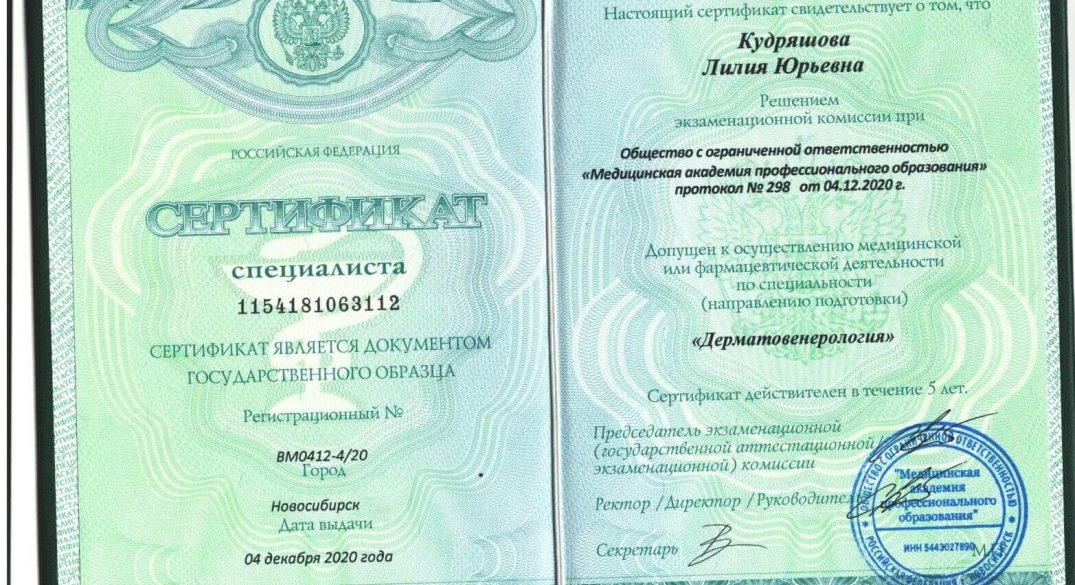 РОССИЙСКАЯ ФЕДЕРАЦИЯ
СЕРТИФИКАТ
специалиста
1154181063112
СЕРТИФИКАТ ЯВЛЯЕТСЯ ДОКУМЕНТОМ
ГОСУДАРСТВЕННОГО ОБРАЗЦА
Регистрационный №
ВМ0412-4/20
Город
Новосибирск
Дата выдачи
04 декабря 2020 года
Настоящий сертификат свидетельствует о том, что
Кудряшова
Лилия Юрьевна
Решением
экзаменационной комиссии при
Общество с ограниченной ответственностью
«Медицинская академия профессионального образования»
протокол № 298 от 04.12.2020 г.
Допущен к осуществлению медицинской
или фармацевтической деятельности
по специальности
(направлению подготовки)
«Дерматовенерология»
Сертификат действителен в течение 5 лет.
Председатель экзаменационной
(государственной аттестационной/
экзаменационной) комиссии
Ректор /Директор /Руководитель
Секретарь
ОБЩЕСТВО С ОГРАНИЧЕННОЙ ОТВЕТСТВЕННОСТЬЮ
"Медицинская
академия
профессионального
образования"
ИНН 5443027890